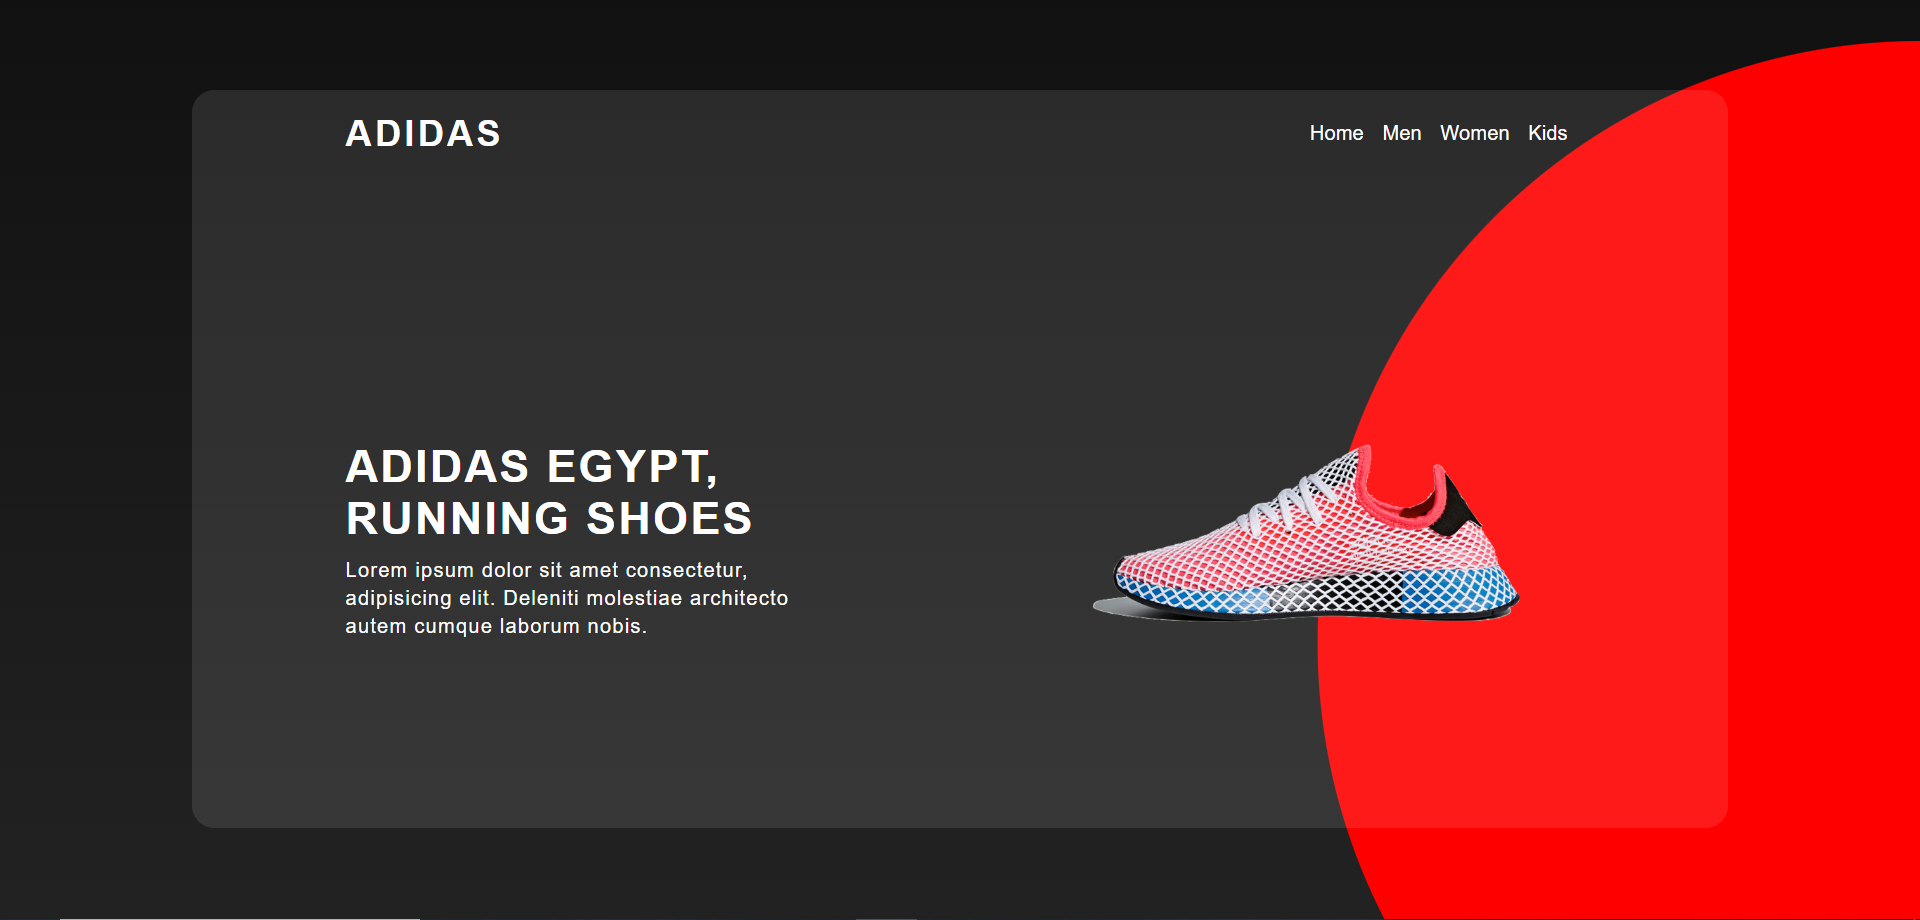 ADIDAS
Home Men Women Kids
ADIDAS EGYPT,
RUNNING SHOES
Lorem ipsum dolor sit amet consectetur,
adipisicing elit. Deleniti molestiae architecto
autem cumque laborum nobis.